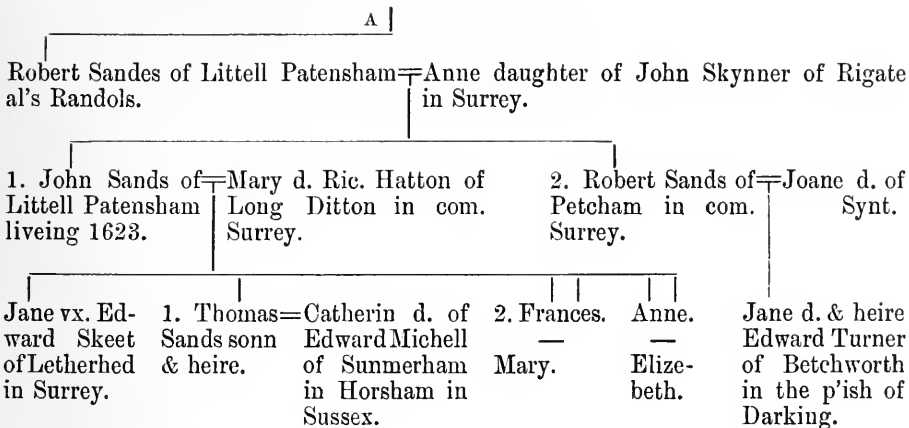 A
Robert Sandes of Littell Patensham
al's Randols.
Anne daughter of John Skynner of Rigate
in Surrey.
1. John Sands of
Littell Patensham
liveing 1623.
Mary d. Ric. Hatton of
Long Ditton in com.
Surrey.
2. Robert Sands of
Petcham in com.
Surrey.
Joane d. of
Synt.
Jane vx. Ed-
ward Skeet
of Letherhed
in Surrey.
1. Thomas
Sands sonn
& heire.
Catherin d. of
Edward Michell
of Sunmerham
in Horsham in
Sussex.
2. Frances.
—
Mary.
Anne.
—
Elize-
beth.
Jane d. & heire
Edward Turner
of Betchworth
in the p'ish of
Darking.